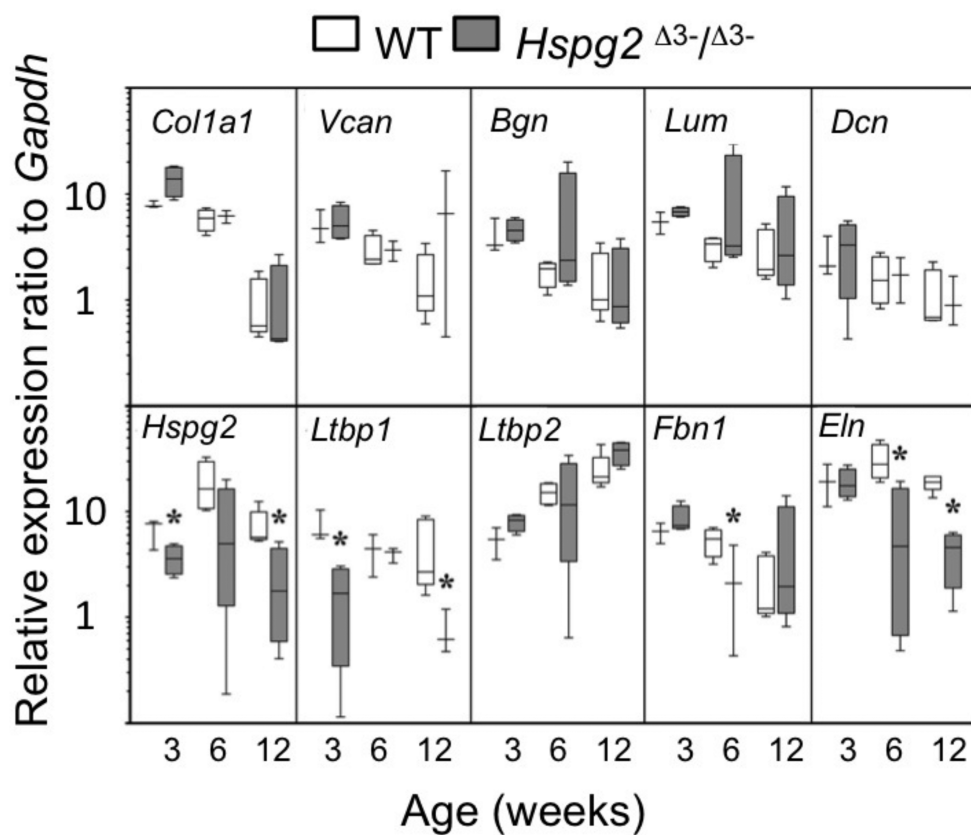 WT Hspg2 Δ3-/Δ3-
Relative expression ratio to Gapdh
Col1a1 Vcan Bgn Lum Dcn
10
1
Hspg2 Ltbp1 Ltbp2 Fbn1 Eln
10
1
* * * * * * *
3 6 12 3 6 12 3 6 12 3 6 12 3 6 12
Age (weeks)